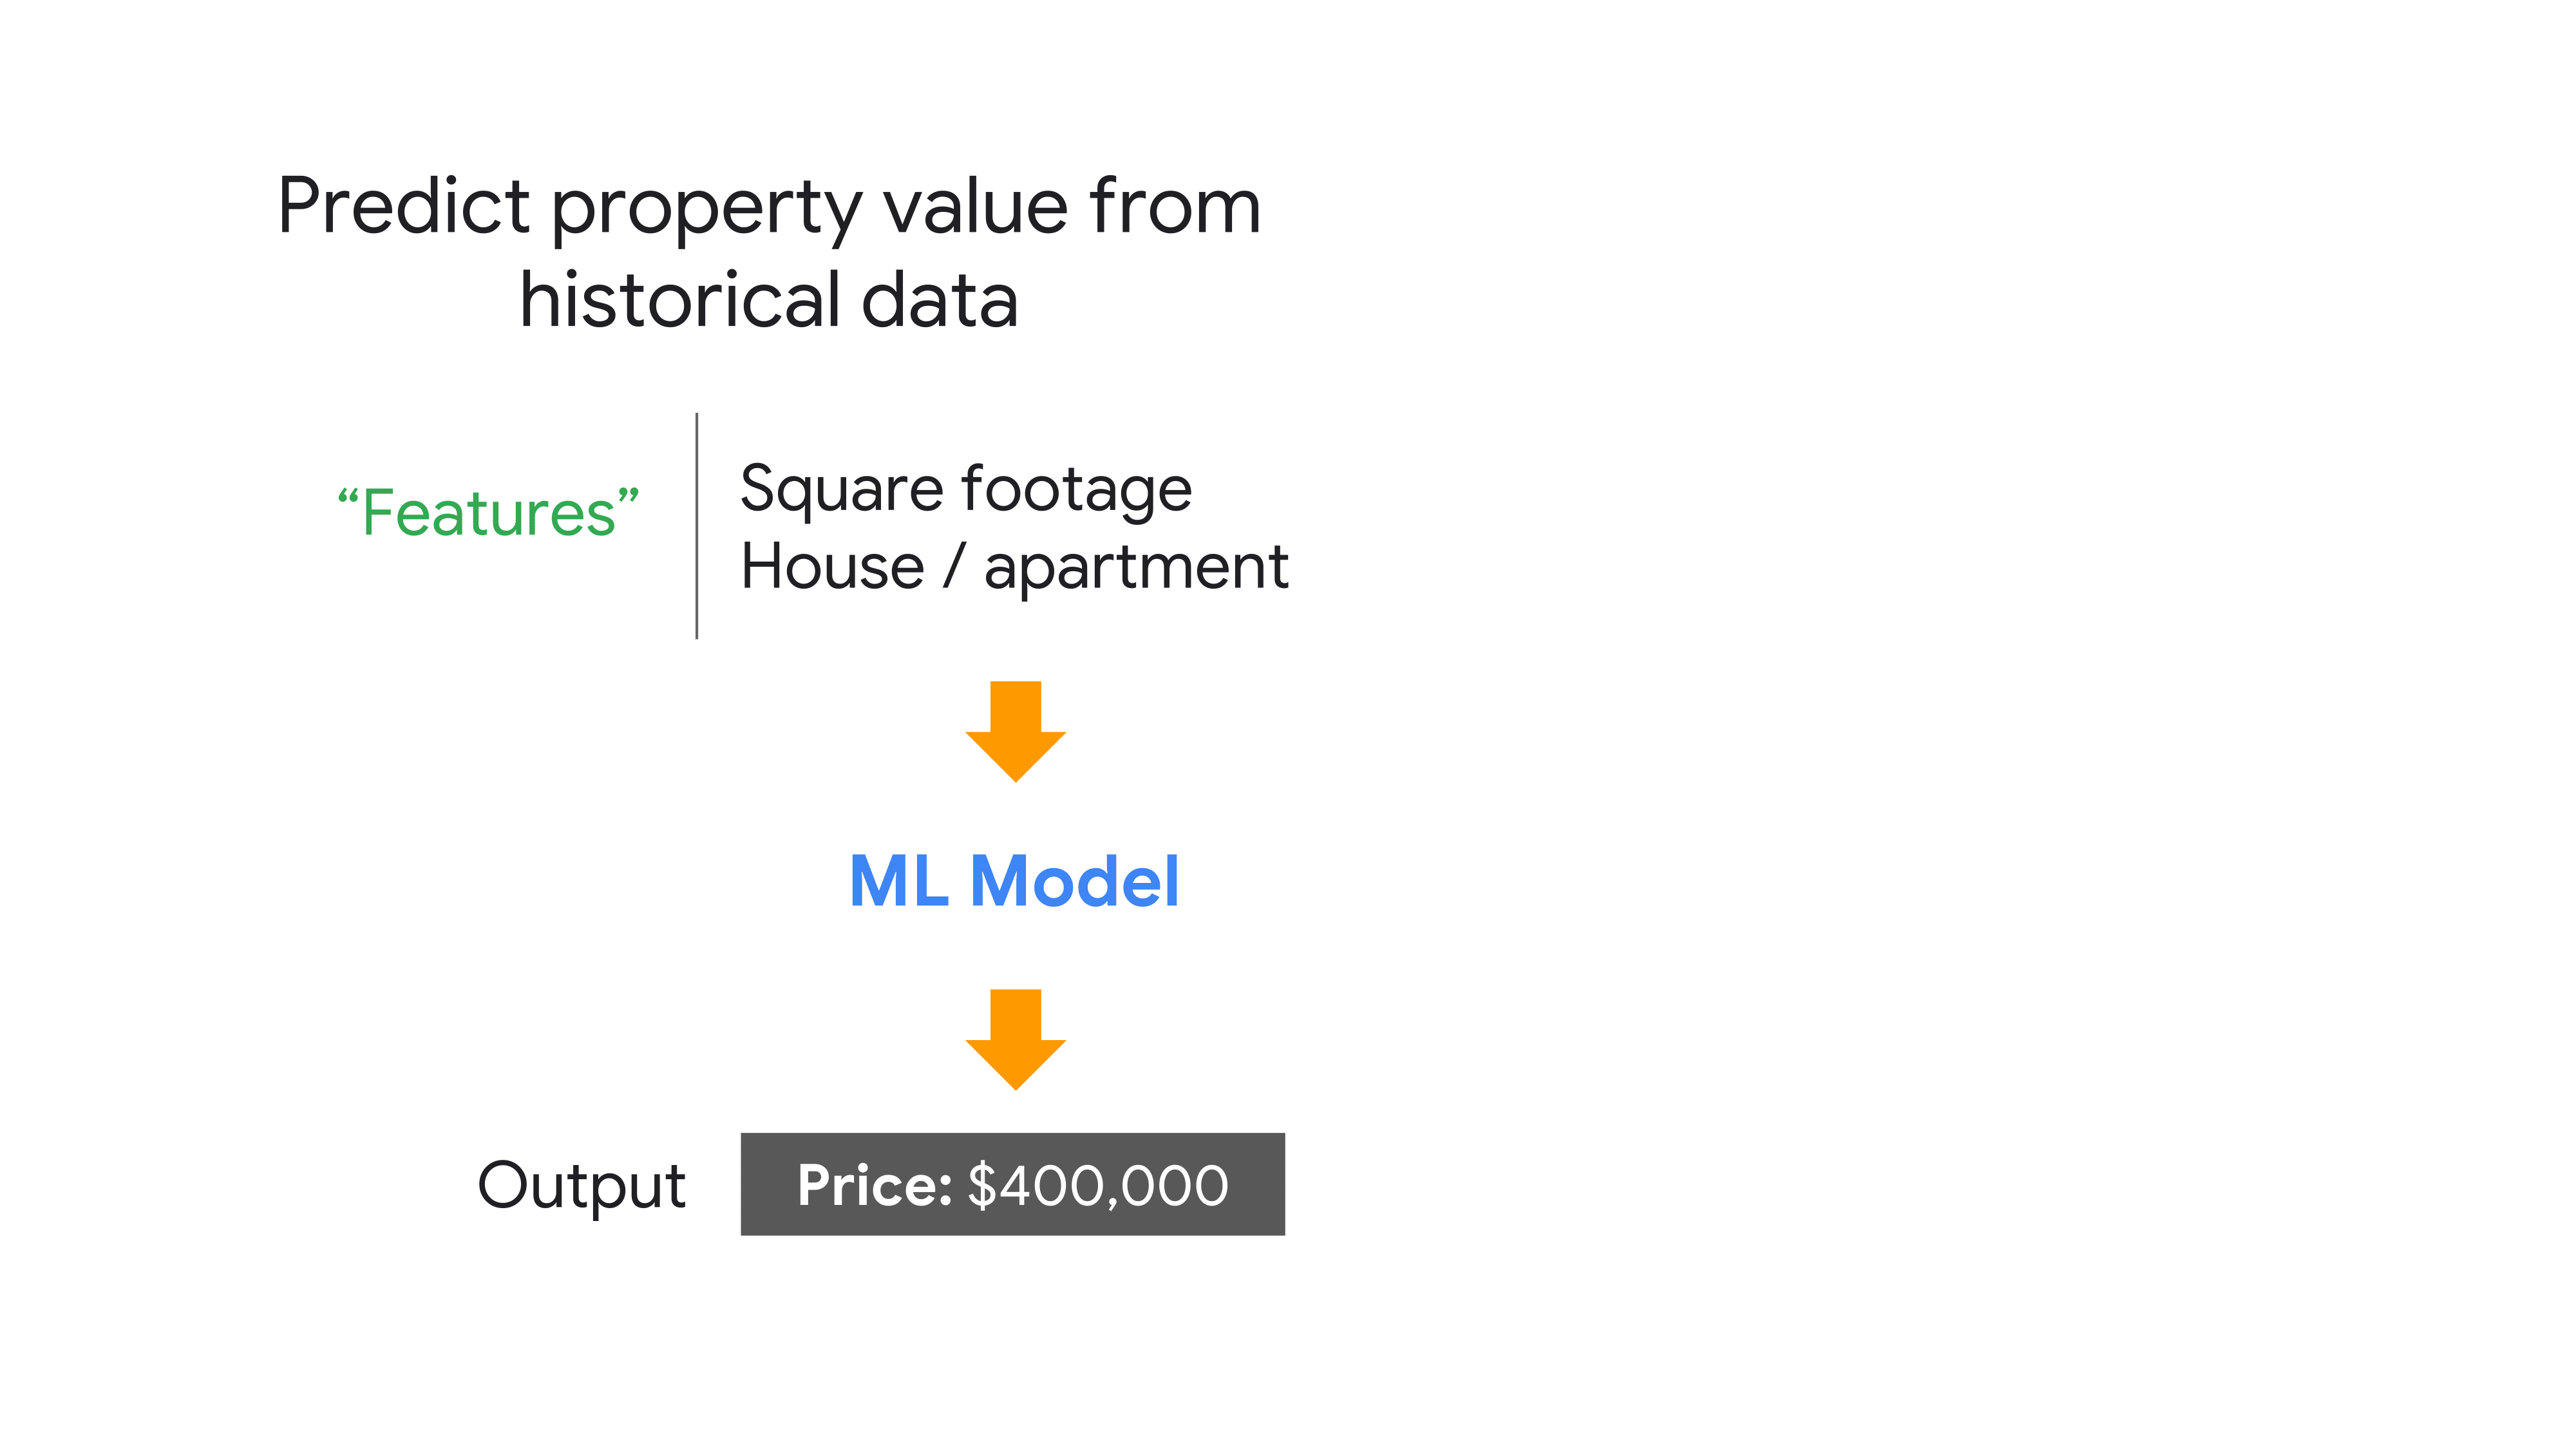 Predict property value from
historical data
“Features”
Square footage
House / apartment
ML Model
Output
Price: $400,000